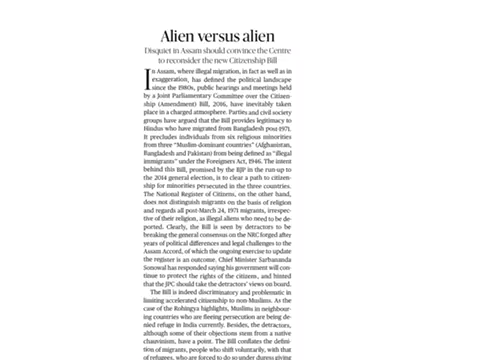 Alien versus alien
Disquiet in Assam should convince the Centre
to reconsider the new Citizenship Bill
In Assam, where illegal migration, in fact as well as in
exaggeration, has defined the political landscape
since the 1980s, public hearings and meetings held
by a Joint Parliamentary Committee over the Citizen-
ship (Amendment) Bill, 2016, have inevitably taken
place in a charged atmosphere. Parties and civil society
groups have argued that the Bill provides legitimacy to
Hindus who have migrated from Bangladesh post-1971.
It precludes individuals from six religious minorities
from three “Muslim-dominant countries” (Afghanistan,
Bangladesh and Pakistan) from being defined as “illegal
immigrants” under the Foreigners Act, 1946. The intent
behind this Bill, promised by the BJP in the run-up to
the 2014 general election, is to clear a path to citizen-
ship for minorities persecuted in the three countries.
The National Register of Citizens, on the other hand,
does not distinguish migrants on the basis of religion
and regards all post-March 24, 1971 migrants, irrespec-
tive of their religion, as illegal aliens who need to be de-
ported. Clearly, the Bill is seen by detractors to be
breaking the general consensus on the NRC forged after
years of political differences and legal challenges to the
Assam Accord, of which the ongoing exercise to update
the register is an outcome. Chief Minister Sarbananda
Sonowal has responded saying his government will con-
tinue to protect the rights of the citizens, and hinted
that the JPC should take the detractors’ views on board.
The Bill is indeed discriminatory and problematic in
limiting accelerated citizenship to non-Muslims. As the
case of the Rohingya highlights, Muslims in neighbour-
ing countries who are fleeing persecution are being de-
nied refuge in India currently. Besides, the detractors,
although some of their objections stem from a native
chauvinism, have a point. The Bill conflates the defini-
tion of migrants, people who shift voluntarily, with that
of refugees, who are forced to do so under duress giving